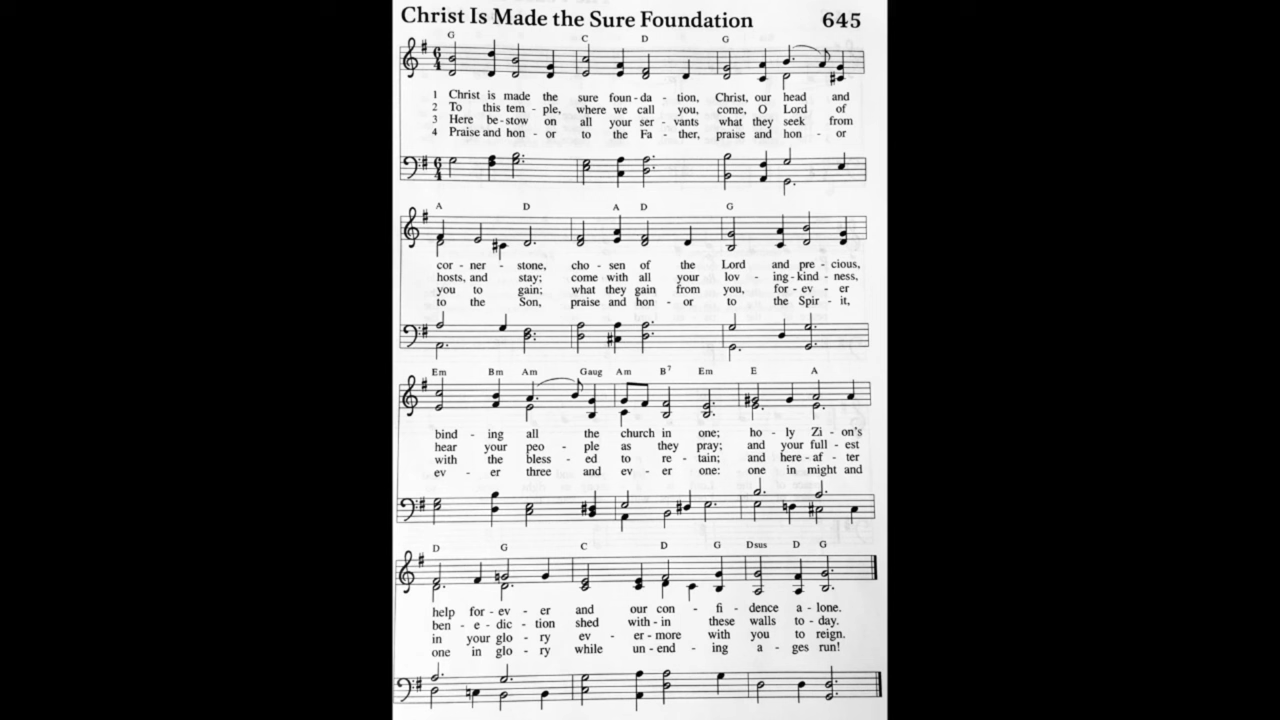 Christ Is Made the Sure Foundation 645
G C D G
1 Christ is made the sure foun - da - tion, Christ, our head and
2 To this tem - ple, where we call you, come, O Lord of
3 Here be - stow on all your ser - vants what they seek from
4 Praise and hon - or to the Fa - ther, praise and hon - or
A D A D G
cor - ner - stone, cho - sen of the Lord and pre - cious,
hosts, and stay; come with all your lov - ing - kind - ness,
you to gain; what they gain from you, for - ev - er
to the Son, praise and hon - or to the Spir - it,
Em Bm Am Gaug Am B7 Em E A
bind - ing all the church in one; ho - ly Zi - on's
hear your peo - ple as they pray; and your full - est
with the bless - ed to re - tain; and here - af - ter
ev - er three and ev - er one: one in might and
D G C D G Dsus D G
help for - ev - er and our con - fi - dence a - lone.
ben - e - dic - tion shed with - in these walls to - day.
in your glo - ry ev - er - more with you to reign.
one in glo - ry while un - end - ing a - ges run!